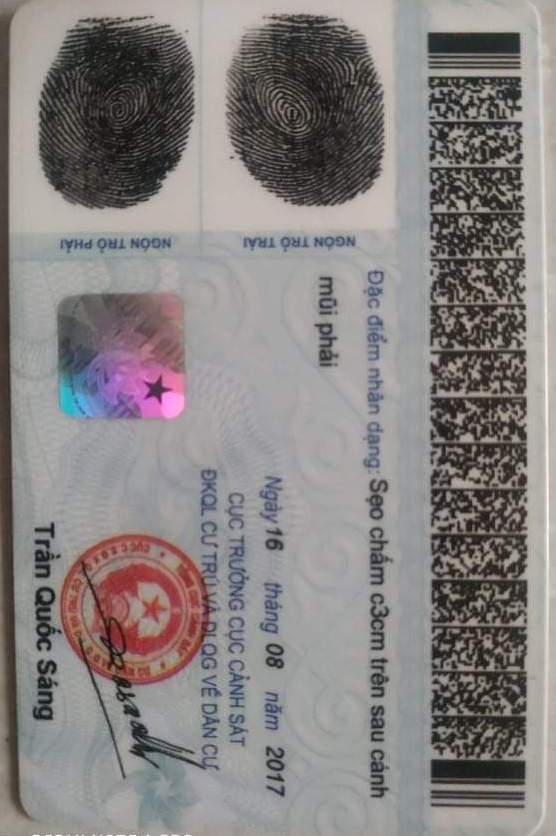 Đặc điểm nhân dạng: Sẹo chấm c3cm trên sau cánh
mũi phải
NGÓN TRỎ TRÁI
NGÓN TRỎ PHẢI
Ngày 16 tháng 08 năm 2017
CỤC TRƯỞNG CỤC CẢNH SÁT
ĐKQL CƯ TRÚ VÀ DLQG VỀ DÂN CƯ
Trần Quốc Sáng